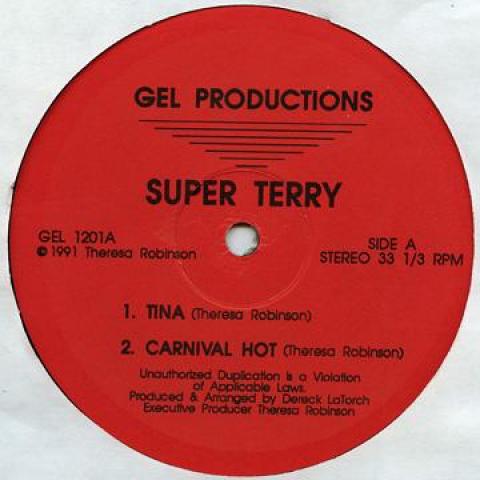 GEL PRODUCTIONS
SUPER TERRY
GEL 1201A
©1991 Theresa Robinson
SIDE A
STEREO 33 1/3 RPM
1. TINA (Theresa Robinson)
2. CARNIVAL HOT (Theresa Robinson)
Unauthorized Duplication Is a Violation
of Applicable Laws.
Produced & Arranged by Dereck LaTorch
Executive Producer Theresa Robinson